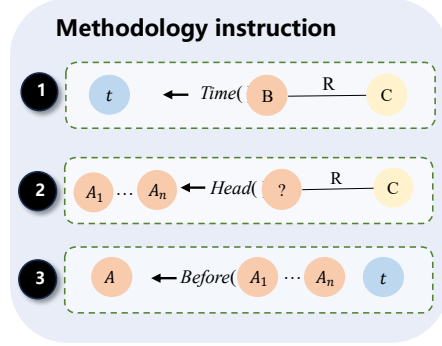 Methodology instruction
1
t ← Time( B R C
2
A₁ ⋯ Aₙ ← Head( ? R C
3
A ← Before( A₁ ⋯ Aₙ t